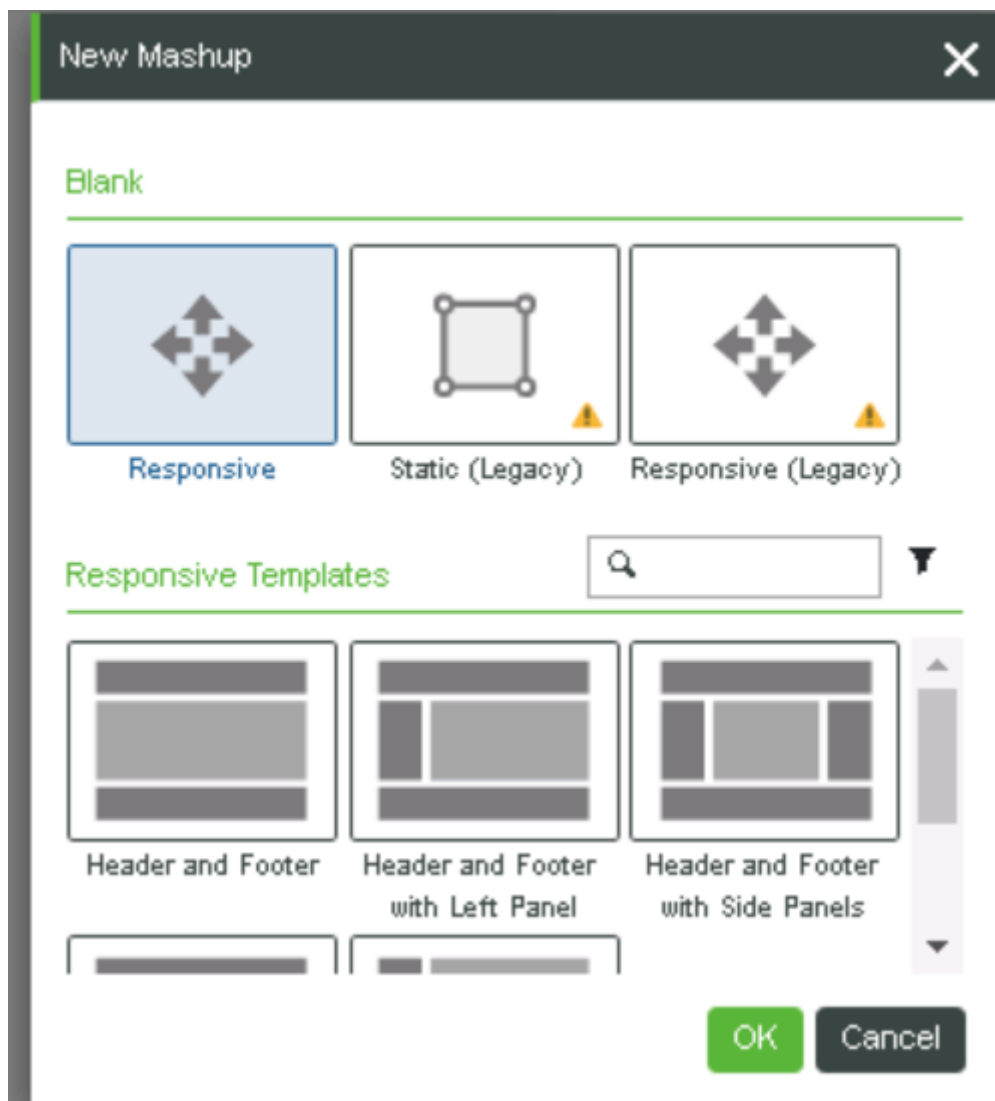 New Mashup
Blank
Responsive
Static (Legacy)
Responsive (Legacy)
Responsive Templates
Header and Footer
Header and Footer
with Left Panel
Header and Footer
with Side Panels
OK
Cancel